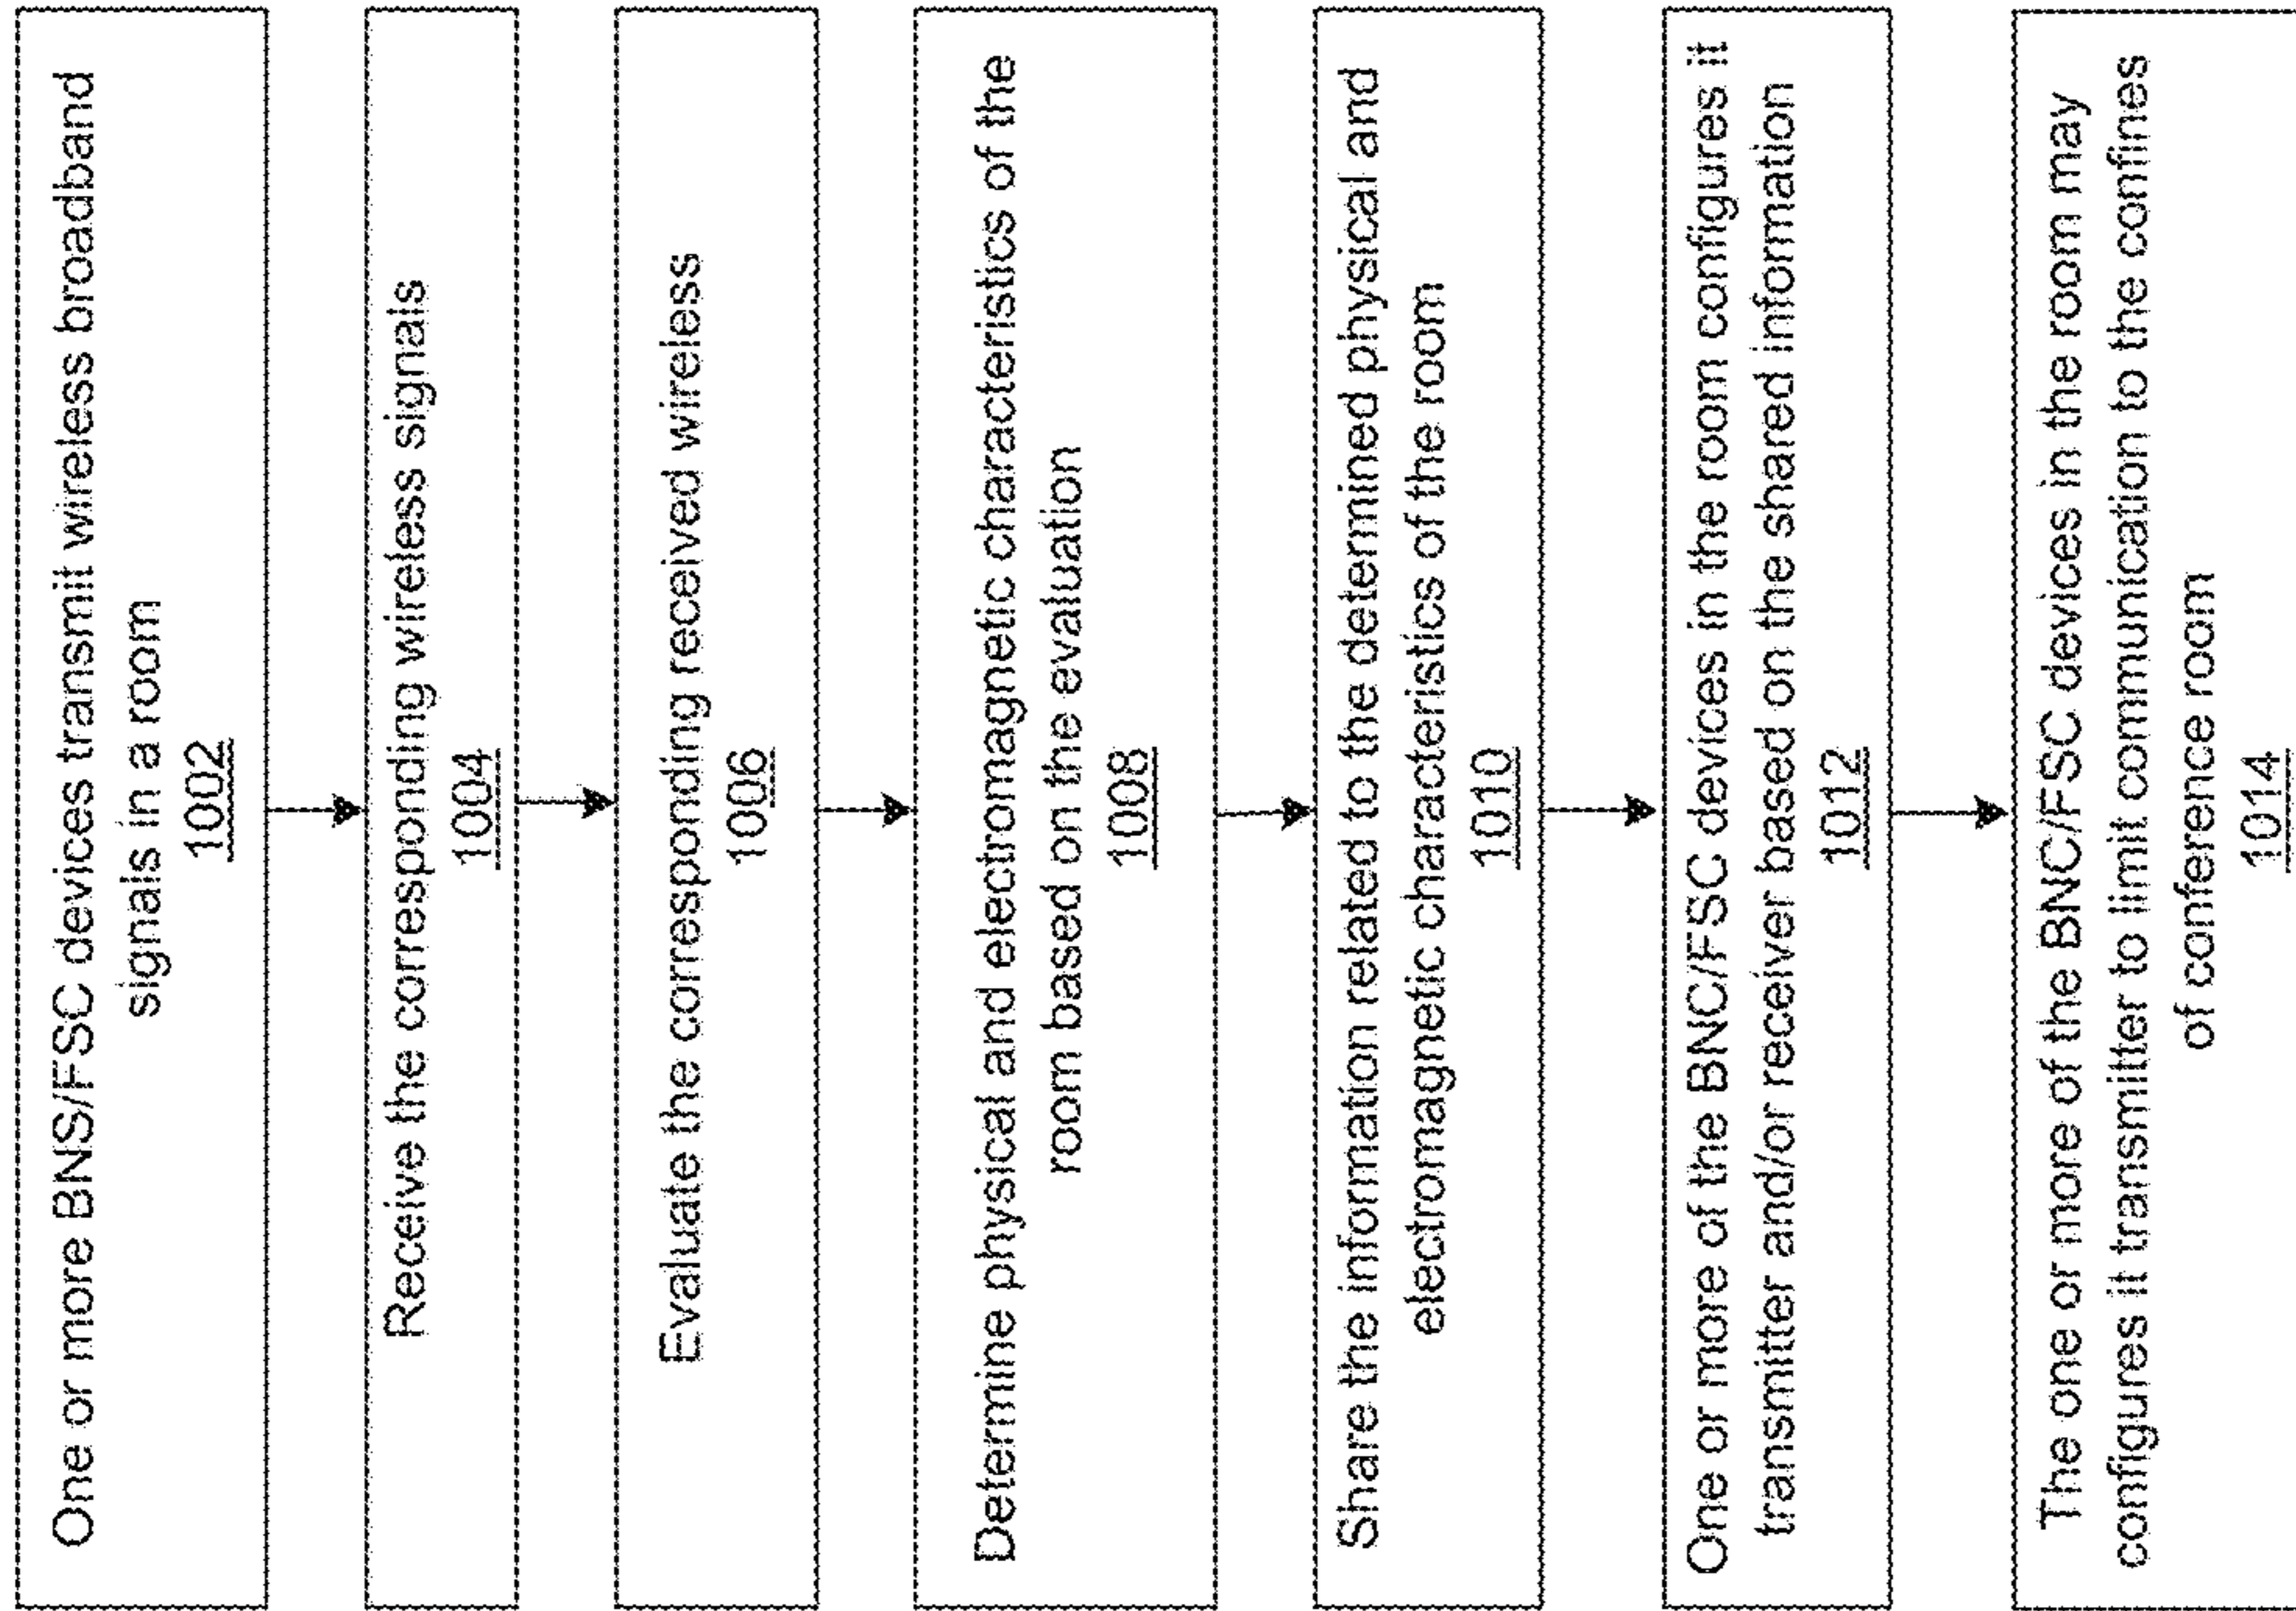 One or more BNS/FSC devices transmit wireless broadband
signals in a room
1002
Receive the corresponding wireless signals
1004
Evaluate the corresponding received wireless
1006
Determine physical and electromagnetic characteristics of the
room based on the evaluation
1008
Share the information related to the determined physical and
electromagnetic characteristics of the room
1010
One or more of the BNC/FSC devices in the room configures it
transmitter and/or receiver based on the shared information
1012
The one or more of the BNC/FSC devices in the room may
configures it transmitter to limit communication to the confines
of conference room
1014